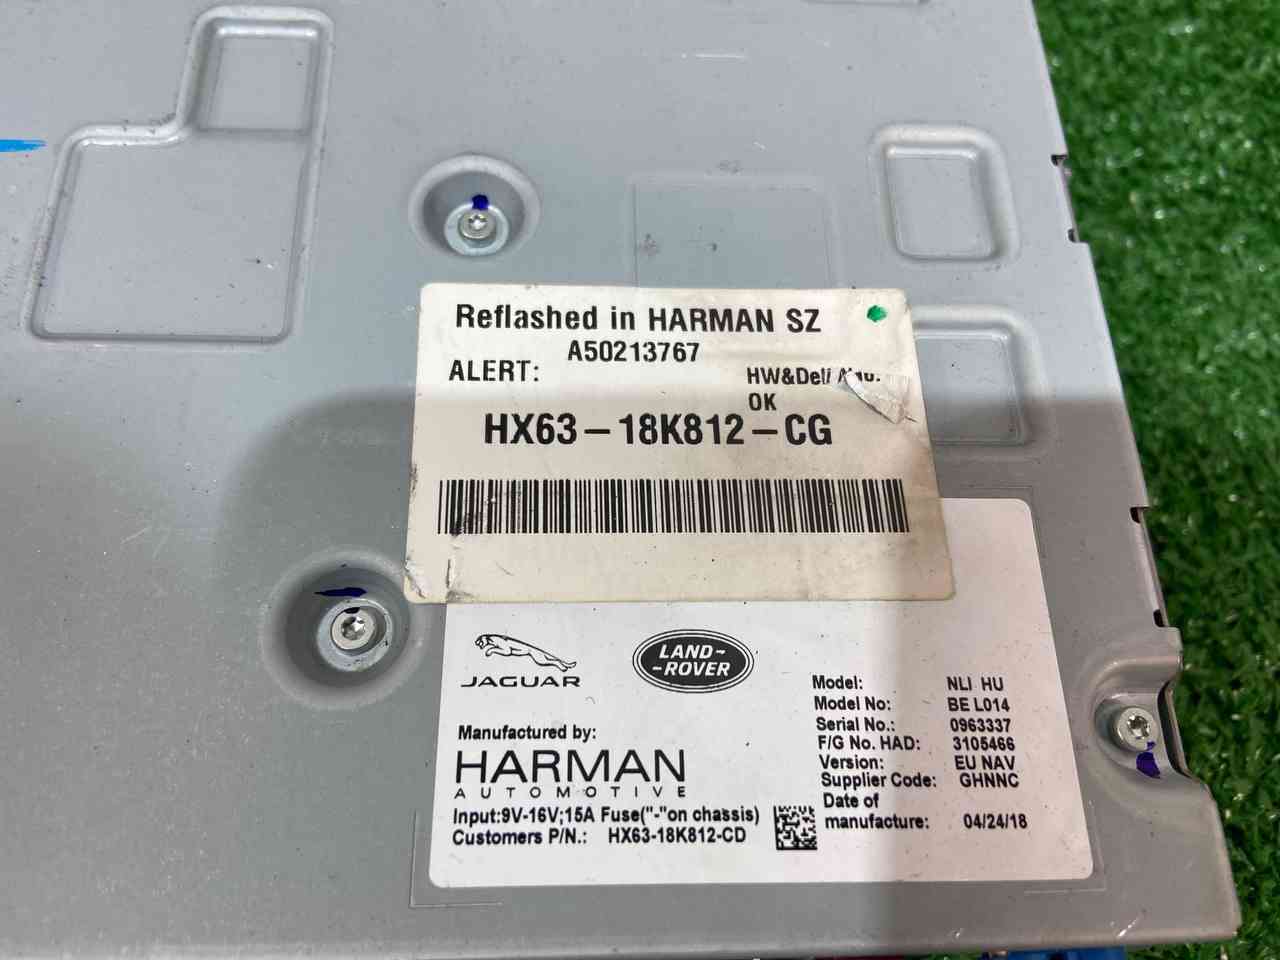 Reflashed in HARMAN SZ
A50213767
ALERT:
HW&Deli
OK
HX63-18K812-CG
JAGUAR
LAND-
-ROVER
Manufactured by:
HARMAN
AUTOMOTIVE
Input:9V-16V;15A Fuse("-"on chassis)
Customers P/N.: HX63-18K812-CD
Model: NLI HU
Model No: BE L014
Serial No.: 0963337
F/G No. HAD: 3105466
Version: EU NAV
Supplier Code: GHNNC
Date of
manufacture: 04/24/18